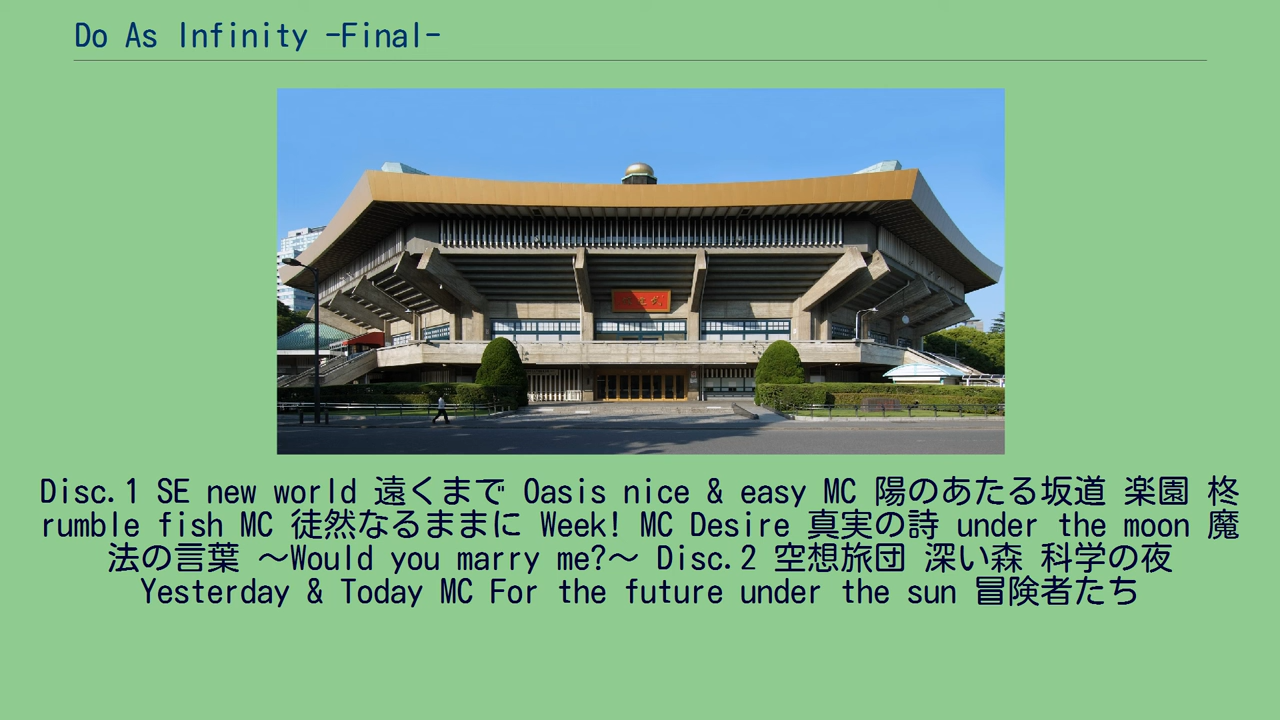 Do As Infinity -Final-
Disc.1 SE new world 遠くまで Oasis nice & easy MC 陽のあたる坂道 楽園 柊
rumble fish MC 徒然なるままに Week! MC Desire 真実の詩 under the moon 魔
法の言葉 〜Would you marry me?〜 Disc.2 空想旅団 深い森 科学の夜
Yesterday & Today MC For the future under the sun 冒険者たち